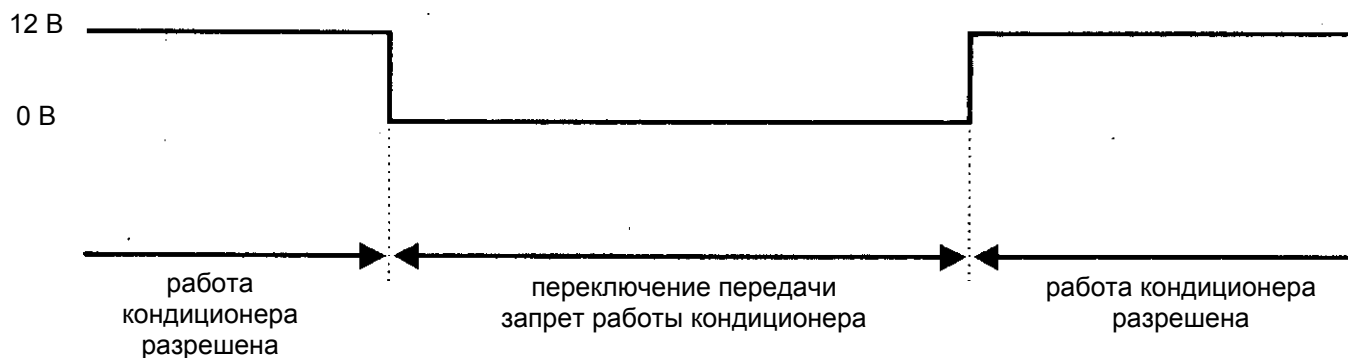 12 В
0 В
работа
кондиционера
разрешена
переключение передачи
запрет работы кондиционера
работа кондиционера
разрешена